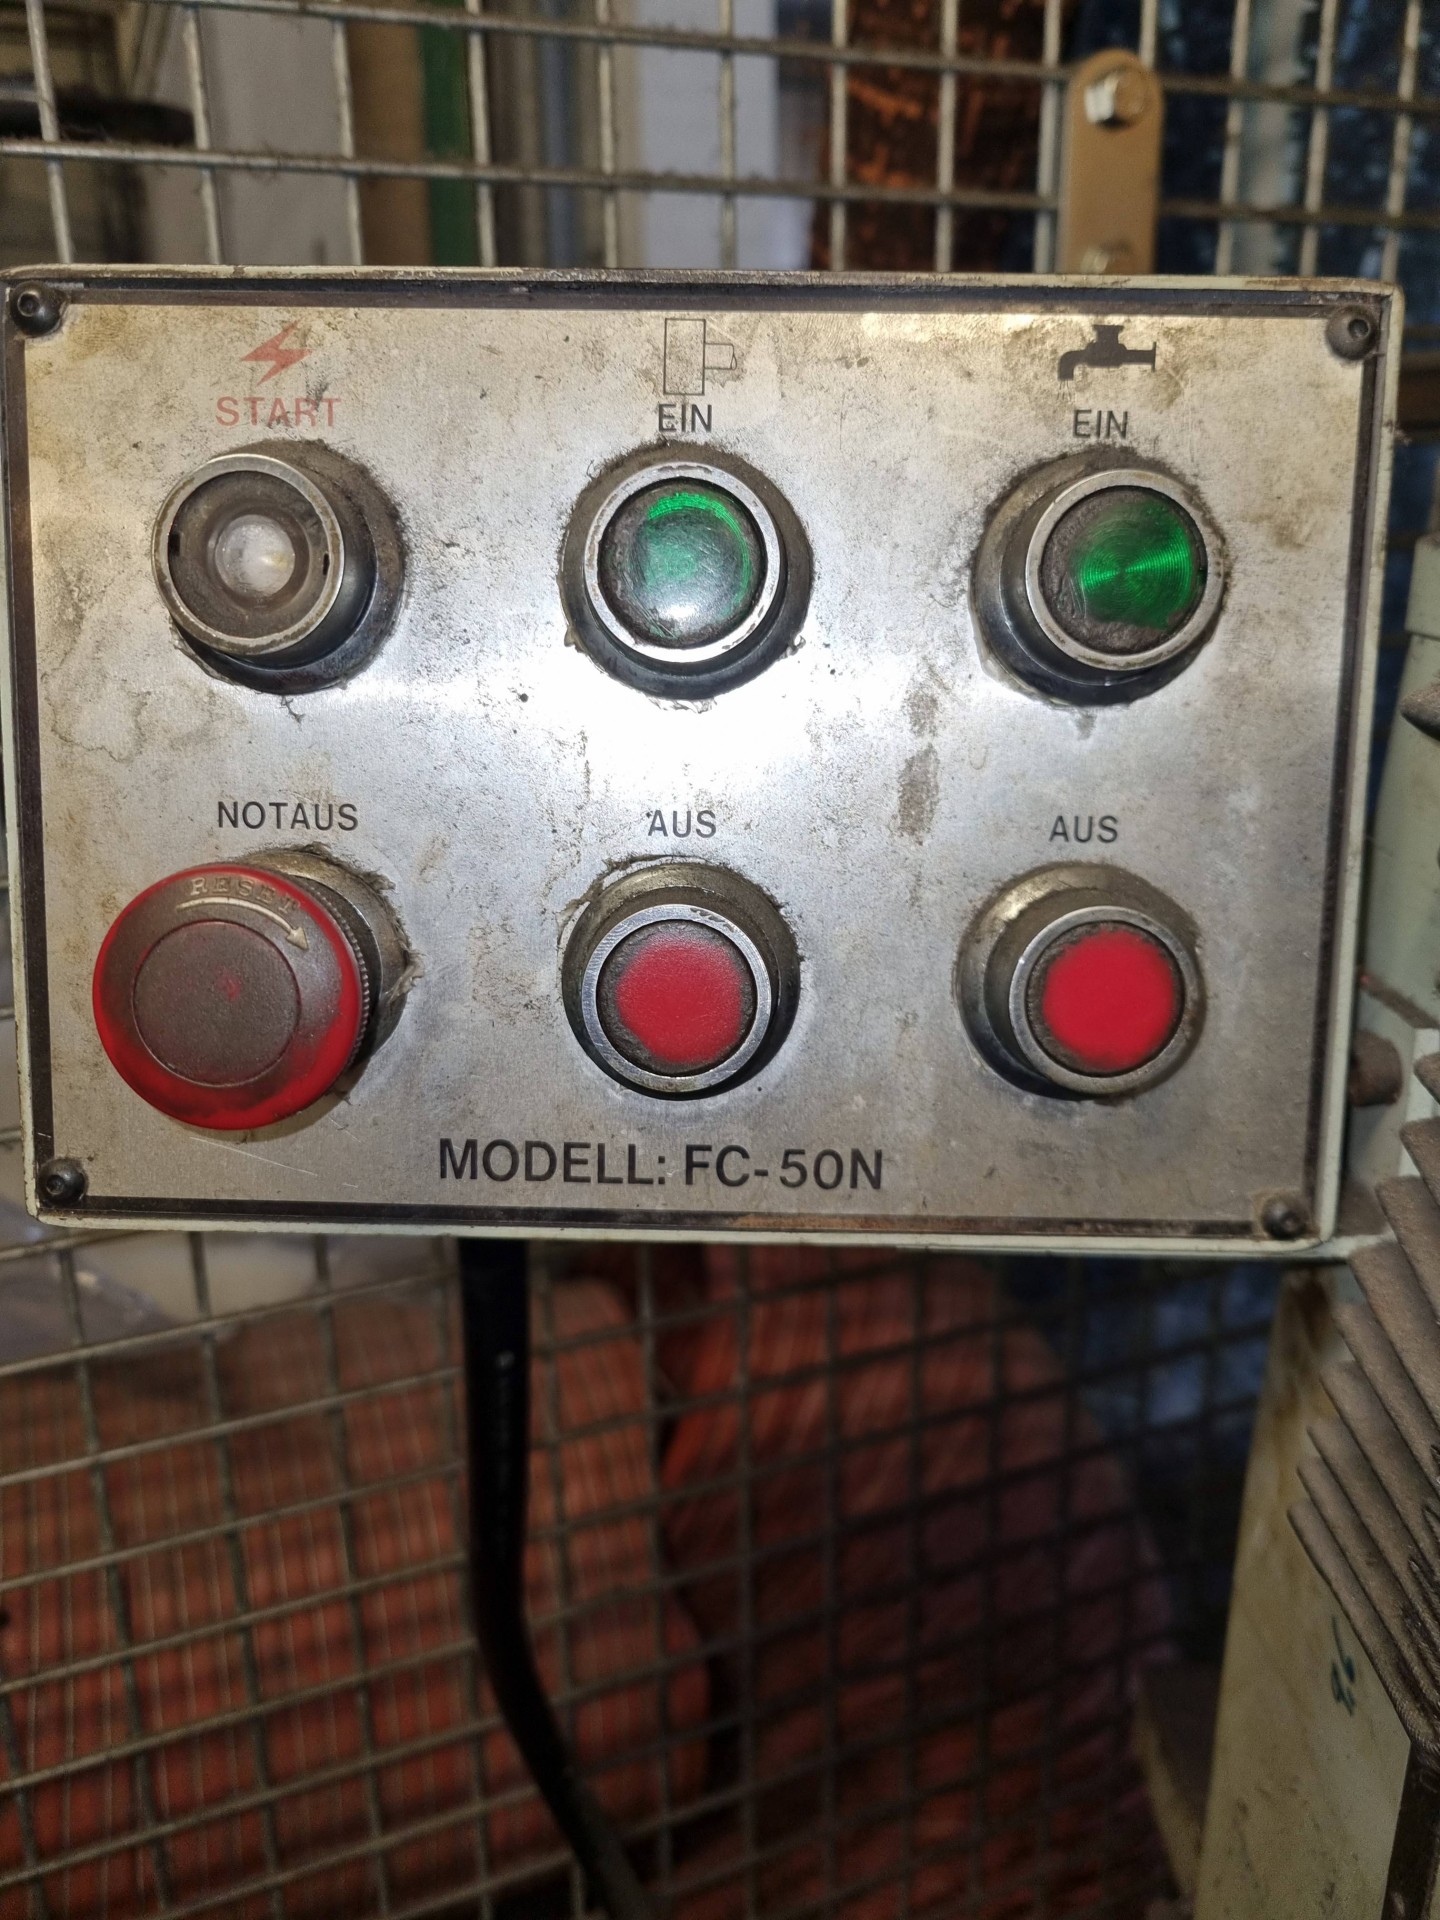 START
EIN
EIN
NOTAUS
AUS
AUS
RESET
MODELL: FC-50N